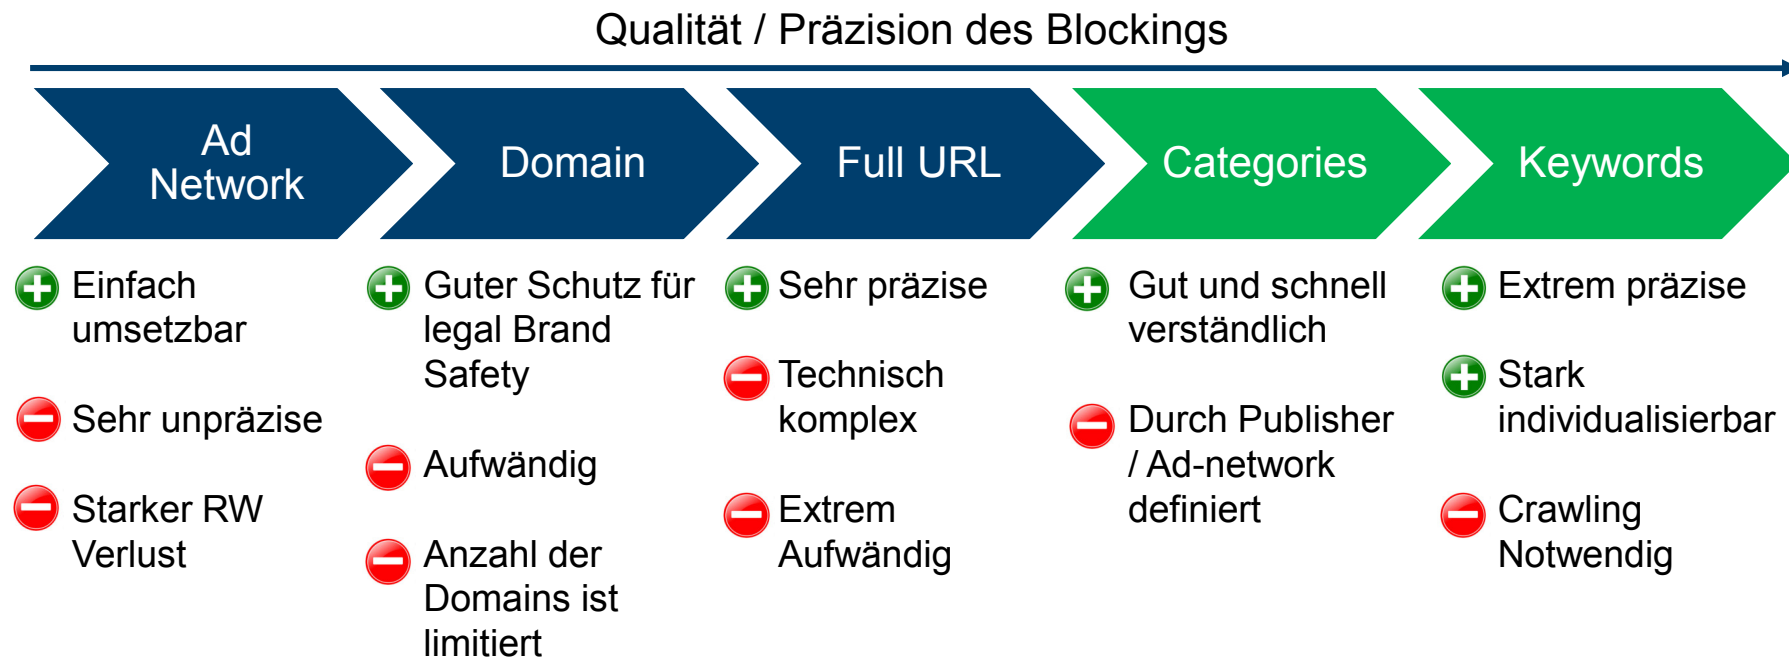 Qualität / Präzision des Blockings
Ad
Network
Domain
Full URL
Categories
Keywords
Einfach
umsetzbar
Sehr unpräzise
Starker RW
Verlust
Guter Schutz für
legal Brand
Safety
Aufwändig
Anzahl der
Domains ist
limitiert
Sehr präzise
Technisch
komplex
Extrem
Aufwändig
Gut und schnell
verständlich
Durch Publisher
/ Ad-network
definiert
Extrem präzise
Stark
individualisierbar
Crawling
Notwendig